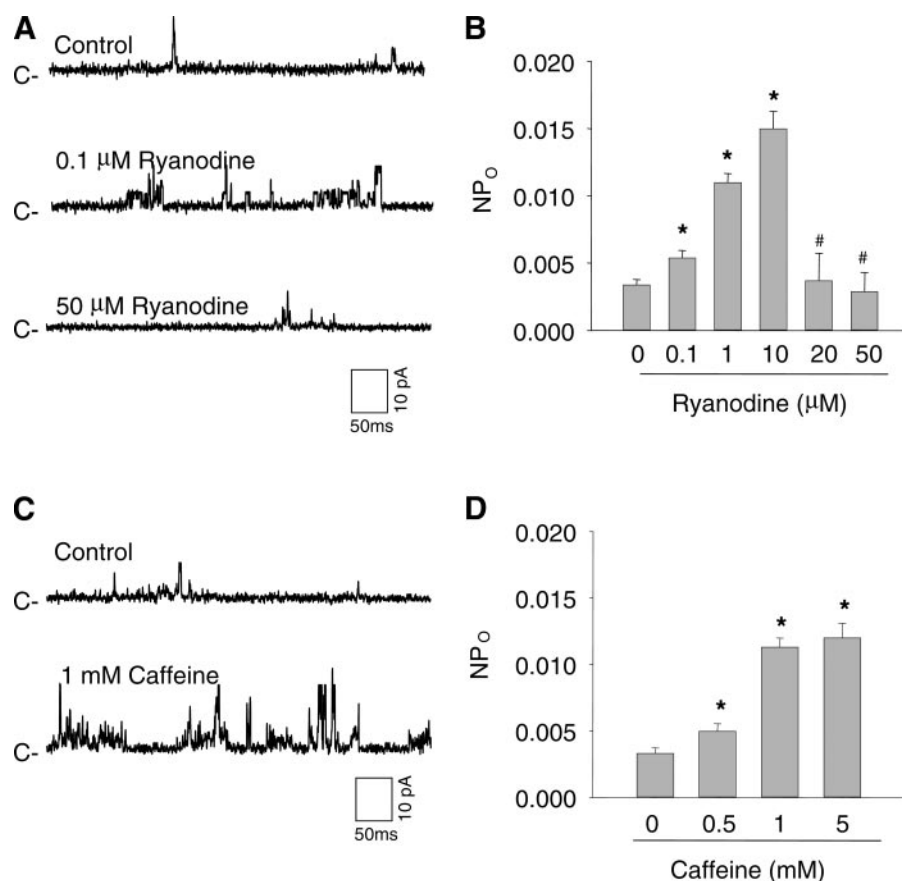 A
Control
C-
0.1 μM Ryanodine
C-
50 μM Ryanodine
C-
10 pA
50ms
B
0.020
0.015
0.010
0.005
0.000
NPO
*
*
*
#
#
0 0.1 1 10 20 50
Ryanodine (μM)
C
Control
C-
1 mM Caffeine
C-
10 pA
50ms
D
0.020
0.015
0.010
0.005
0.000
NPO
*
*
*
0 0.5 1 5
Caffeine (mM)